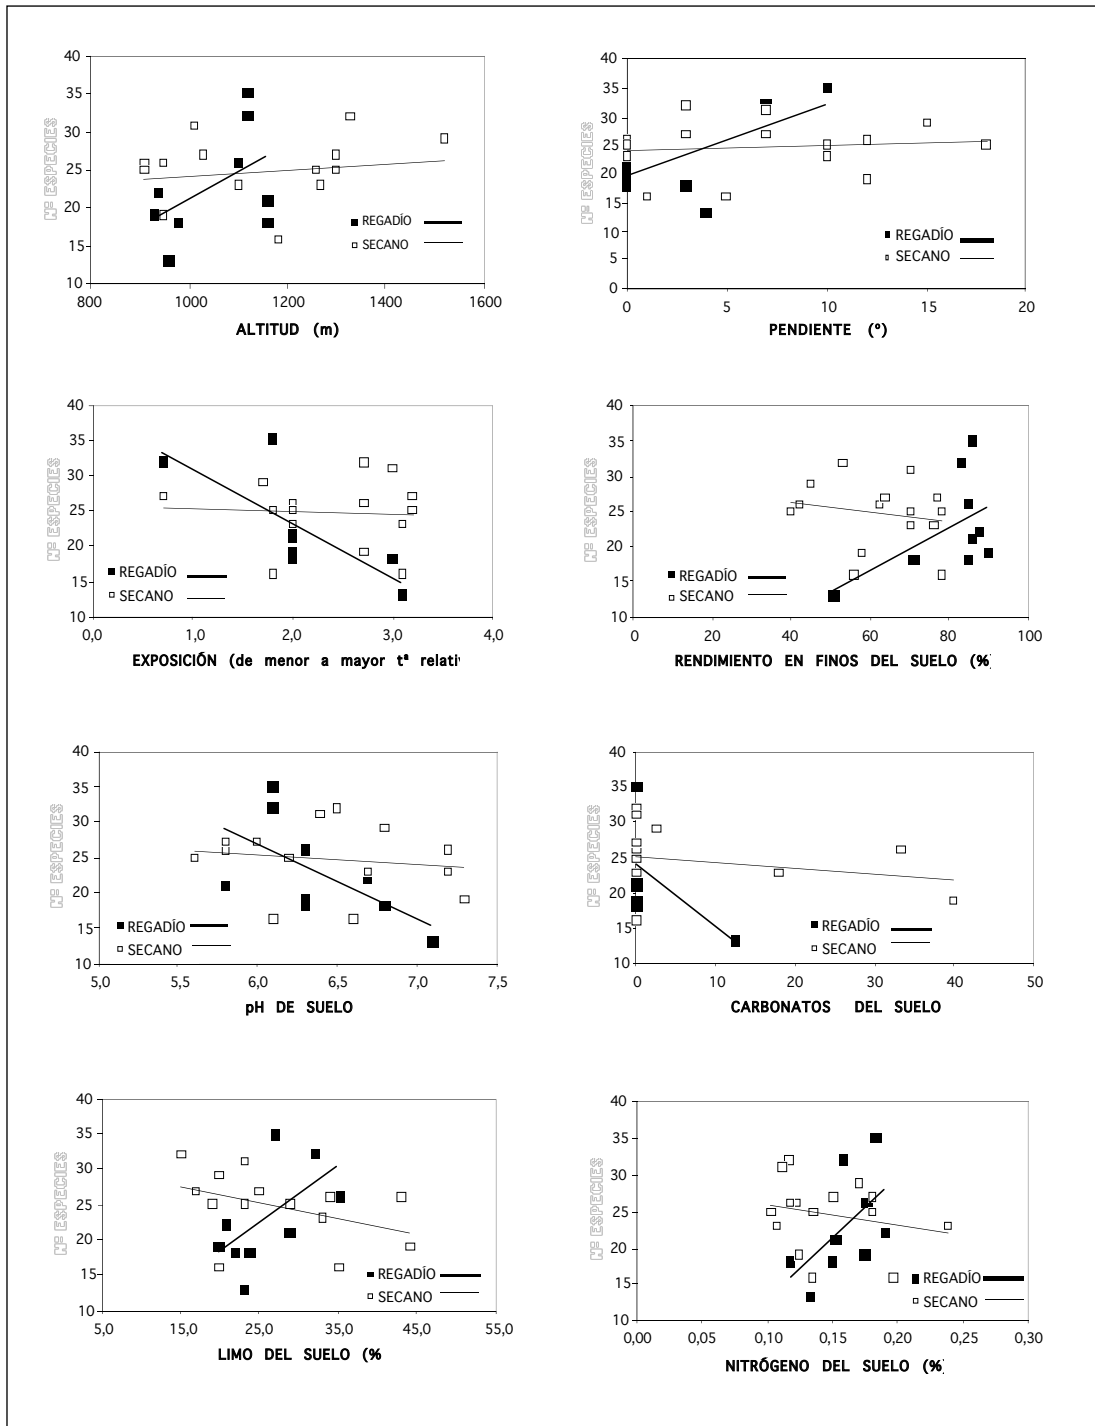 40
35
30
25
20
15
10
Nº ESPECIES
REGADÍO
SECANO
800 1000 1200 1400 1600
ALTITUD (m)
40
35
30
25
20
15
10
5
0
Nº ESPECIES
REGADÍO
SECANO
0 5 10 15 20
PENDIENTE (º)
40
35
30
25
20
15
10
Nº ESPECIES
REGADÍO
SECANO
0,0 1,0 2,0 3,0 4,0
EXPOSICIÓN (de menor a mayor tª relativ
40
35
30
25
20
15
10
Nº ESPECIES
REGADÍO
SECANO
0 20 40 60 80 100
RENDIMIENTO EN FINOS DEL SUELO (%)
40
35
30
25
20
15
10
Nº ESPECIES
REGADÍO
SECANO
5,0 5,5 6,0 6,5 7,0 7,5
pH DE SUELO
40
35
30
25
20
15
10
Nº ESPECIES
REGADÍO
SECANO
0 10 20 30 40 50
CARBONATOS DEL SUELO
40
35
30
25
20
15
10
Nº ESPECIES
REGADÍO
SECANO
5,0 15,0 25,0 35,0 45,0 55,0
LIMO DEL SUELO (%
40
35
30
25
20
15
10
Nº ESPECIES
REGADÍO
SECANO
0,00 0,05 0,10 0,15 0,20 0,25 0,30
NITRÓGENO DEL SUELO (%)